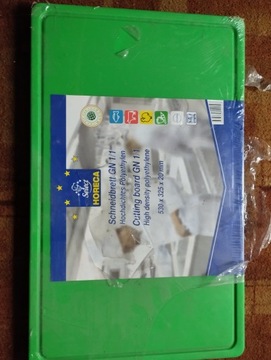 Select
HORECA
Schneidbrett GN 1:1
Hochdichtes Polyethylen
Cutting board GN 1:1
High density polyethylene
530 x 325 x 20 mm